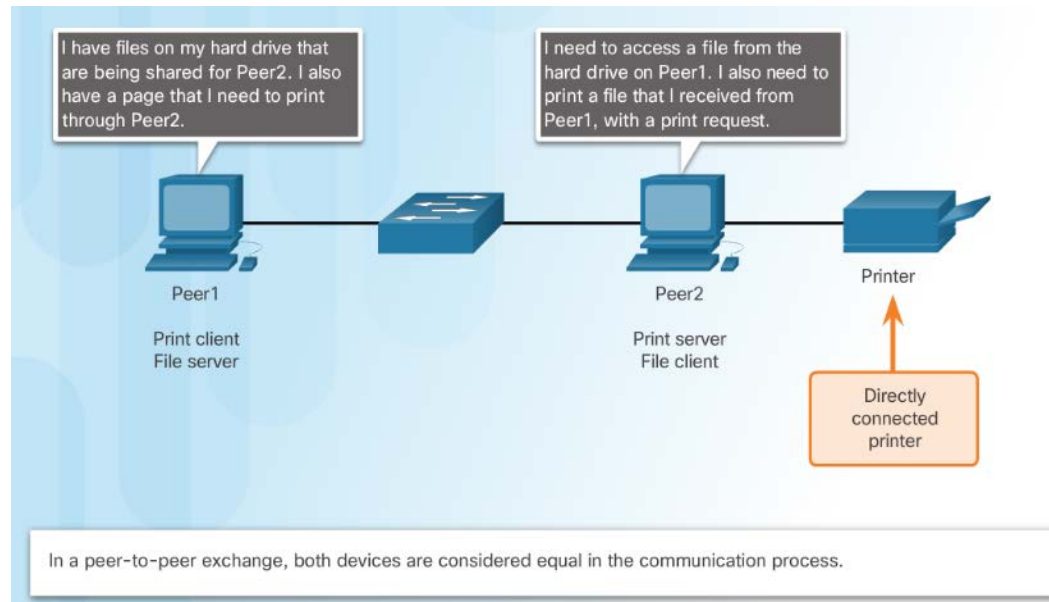 I have files on my hard drive that
are being shared for Peer2. I also
have a page that I need to print
through Peer2.
I need to access a file from the
hard drive on Peer1. I also need to
print a file that I received from
Peer1, with a print request.
Peer1
Print client
File server
Peer2
Print server
File client
Printer
Directly
connected
printer
In a peer-to-peer exchange, both devices are considered equal in the communication process.